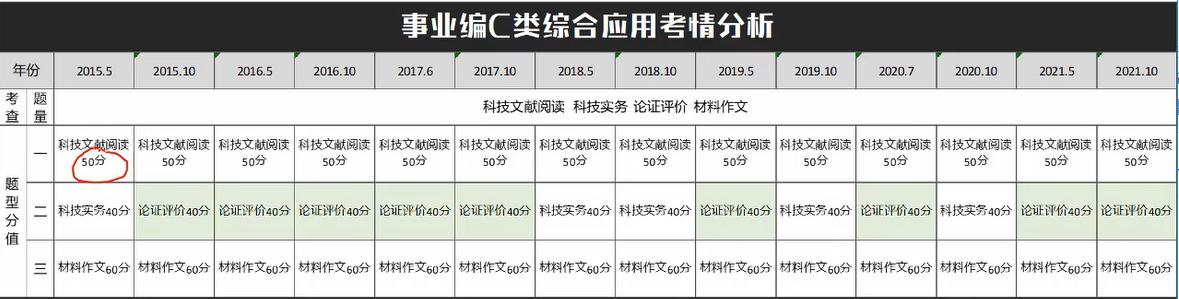 事业编C类综合应用考情分析
年份 2015.5 2015.10 2016.5 2016.10 2017.6 2017.10 2018.5 2018.10 2019.5 2019.10 2020.7 2020.10 2021.5 2021.10
考查 题量 科技文献阅读 科技实务 论证评价 材料作文
题型分值
一 科技文献阅读50分 科技文献阅读50分 科技文献阅读50分 科技文献阅读50分 科技文献阅读50分 科技文献阅读50分 科技文献阅读50分 科技文献阅读50分 科技文献阅读50分 科技文献阅读50分 科技文献阅读50分 科技文献阅读50分 科技文献阅读50分 科技文献阅读50分
二 科技实务40分 论证评价40分 论证评价40分 论证评价40分 论证评价40分 论证评价40分 科技实务40分 科技实务40分 论证评价40分 科技实务40分 论证评价40分 科技实务40分 论证评价40分 论证评价40分
三 材料作文60分 材料作文60分 材料作文60分 材料作文60分 材料作文60分 材料作文60分 材料作文60分 材料作文60分 材料作文60分 材料作文60分 材料作文60分 材料作文60分 材料作文60分 材料作文60分